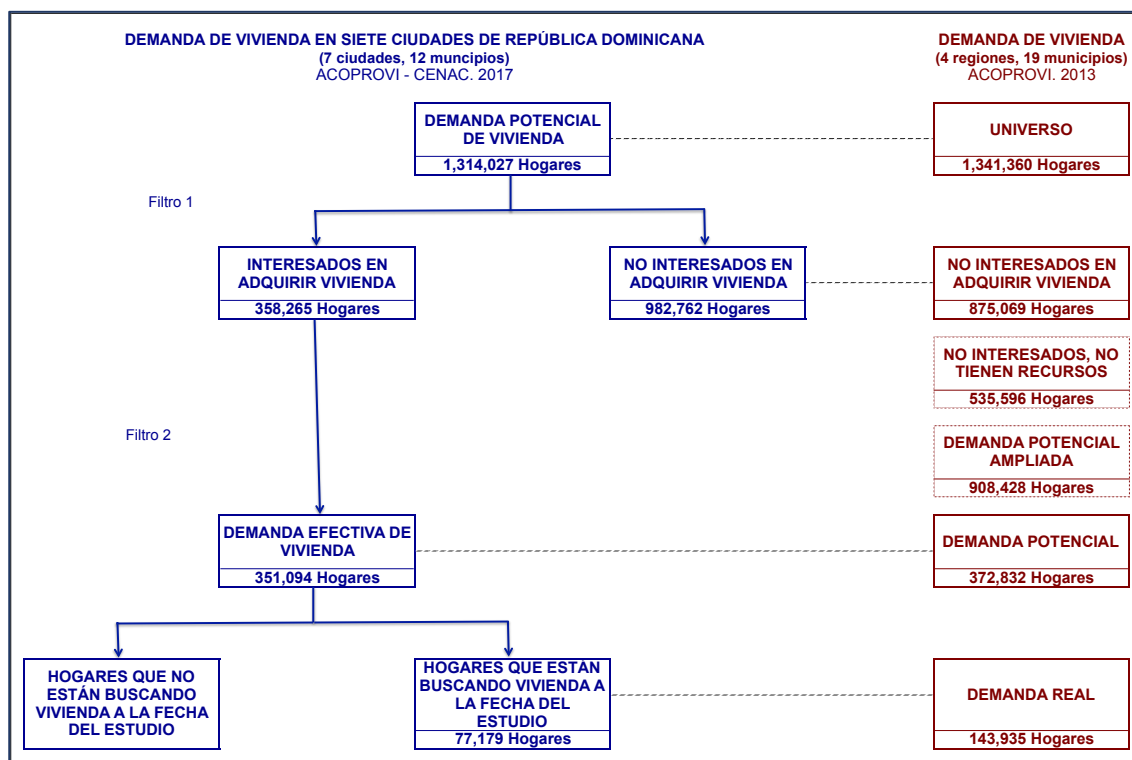 DEMANDA DE VIVIENDA EN SIETE CIUDADES DE REPÚBLICA DOMINICANA
(7 ciudades, 12 muncipios)
ACOPROVI - CENAC. 2017
DEMANDA DE VIVIENDA
(4 regiones, 19 municipios)
ACOPROVI. 2013
DEMANDA POTENCIAL
DE VIVIENDA
1,314,027 Hogares
UNIVERSO
1,341,360 Hogares
Filtro 1
INTERESADOS EN
ADQUIRIR VIVIENDA
358,265 Hogares
NO INTERESADOS EN
ADQUIRIR VIVIENDA
982,762 Hogares
NO INTERESADOS EN
ADQUIRIR VIVIENDA
875,069 Hogares
NO INTERESADOS, NO
TIENEN RECURSOS
535,596 Hogares
Filtro 2
DEMANDA POTENCIAL
AMPLIADA
908,428 Hogares
DEMANDA EFECTIVA DE
VIVIENDA
351,094 Hogares
DEMANDA POTENCIAL
372,832 Hogares
HOGARES QUE NO
ESTÁN BUSCANDO
VIVIENDA A LA FECHA
DEL ESTUDIO
HOGARES QUE ESTÁN
BUSCANDO VIVIENDA A
LA FECHA DEL
ESTUDIO
77,179 Hogares
DEMANDA REAL
143,935 Hogares